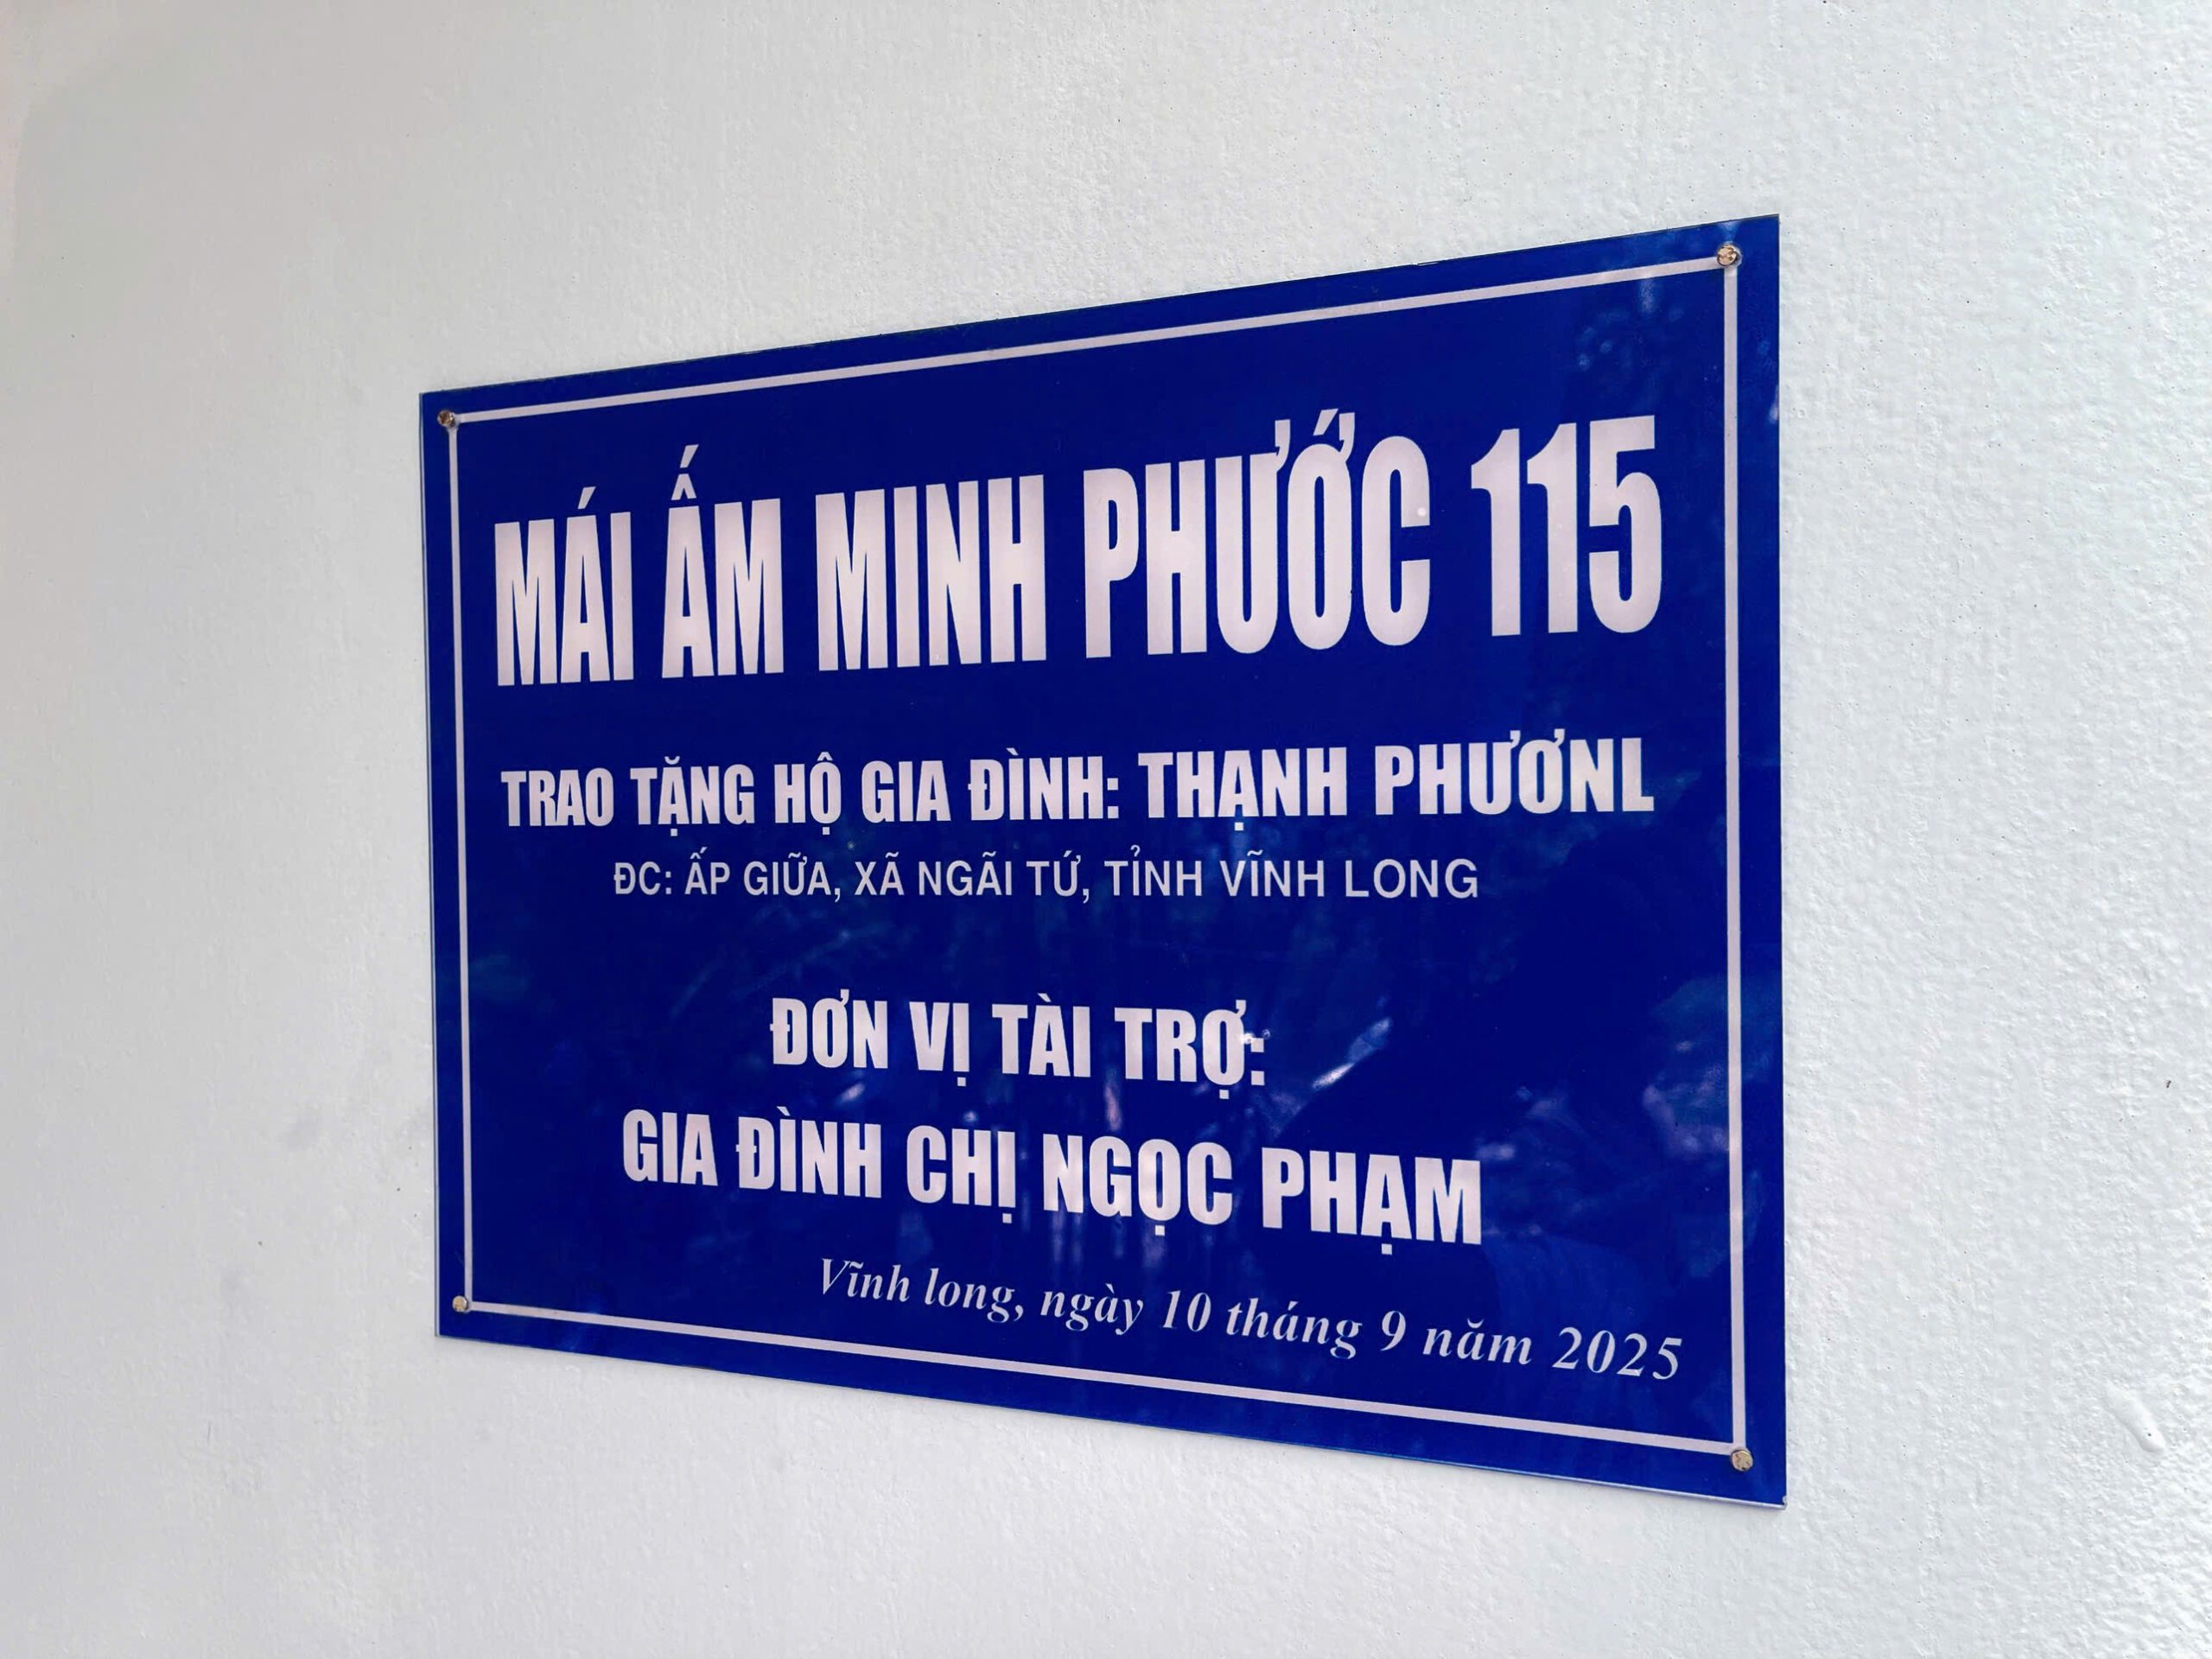 MÁI ẤM MINH PHƯỚC 115
TRAO TẶNG HỘ GIA ĐÌNH: THẠNH PHƯƠNL
ĐC: ẤP GIỮA, XÃ NGÃI TỨ, TỈNH VĨNH LONG
ĐƠN VỊ TÀI TRỢ:
GIA ĐÌNH CHỊ NGỌC PHẠM
Vĩnh long, ngày 10 tháng 9 năm 2025